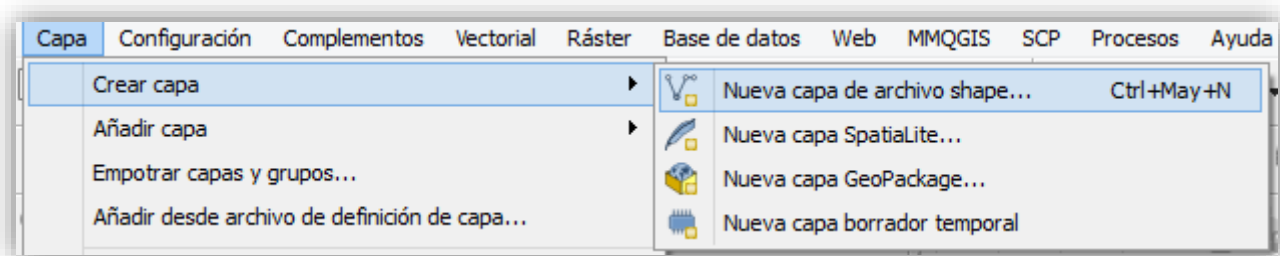 Capa Configuración Complementos Vectorial Ráster Base de datos Web MMQGIS SCP Procesos Ayuda
Crear capa
Añadir capa
Empotrar capas y grupos...
Añadir desde archivo de definición de capa...
Nueva capa de archivo shape... Ctrl+May+N
Nueva capa SpatiaLite...
Nueva capa GeoPackage...
Nueva capa borrador temporal